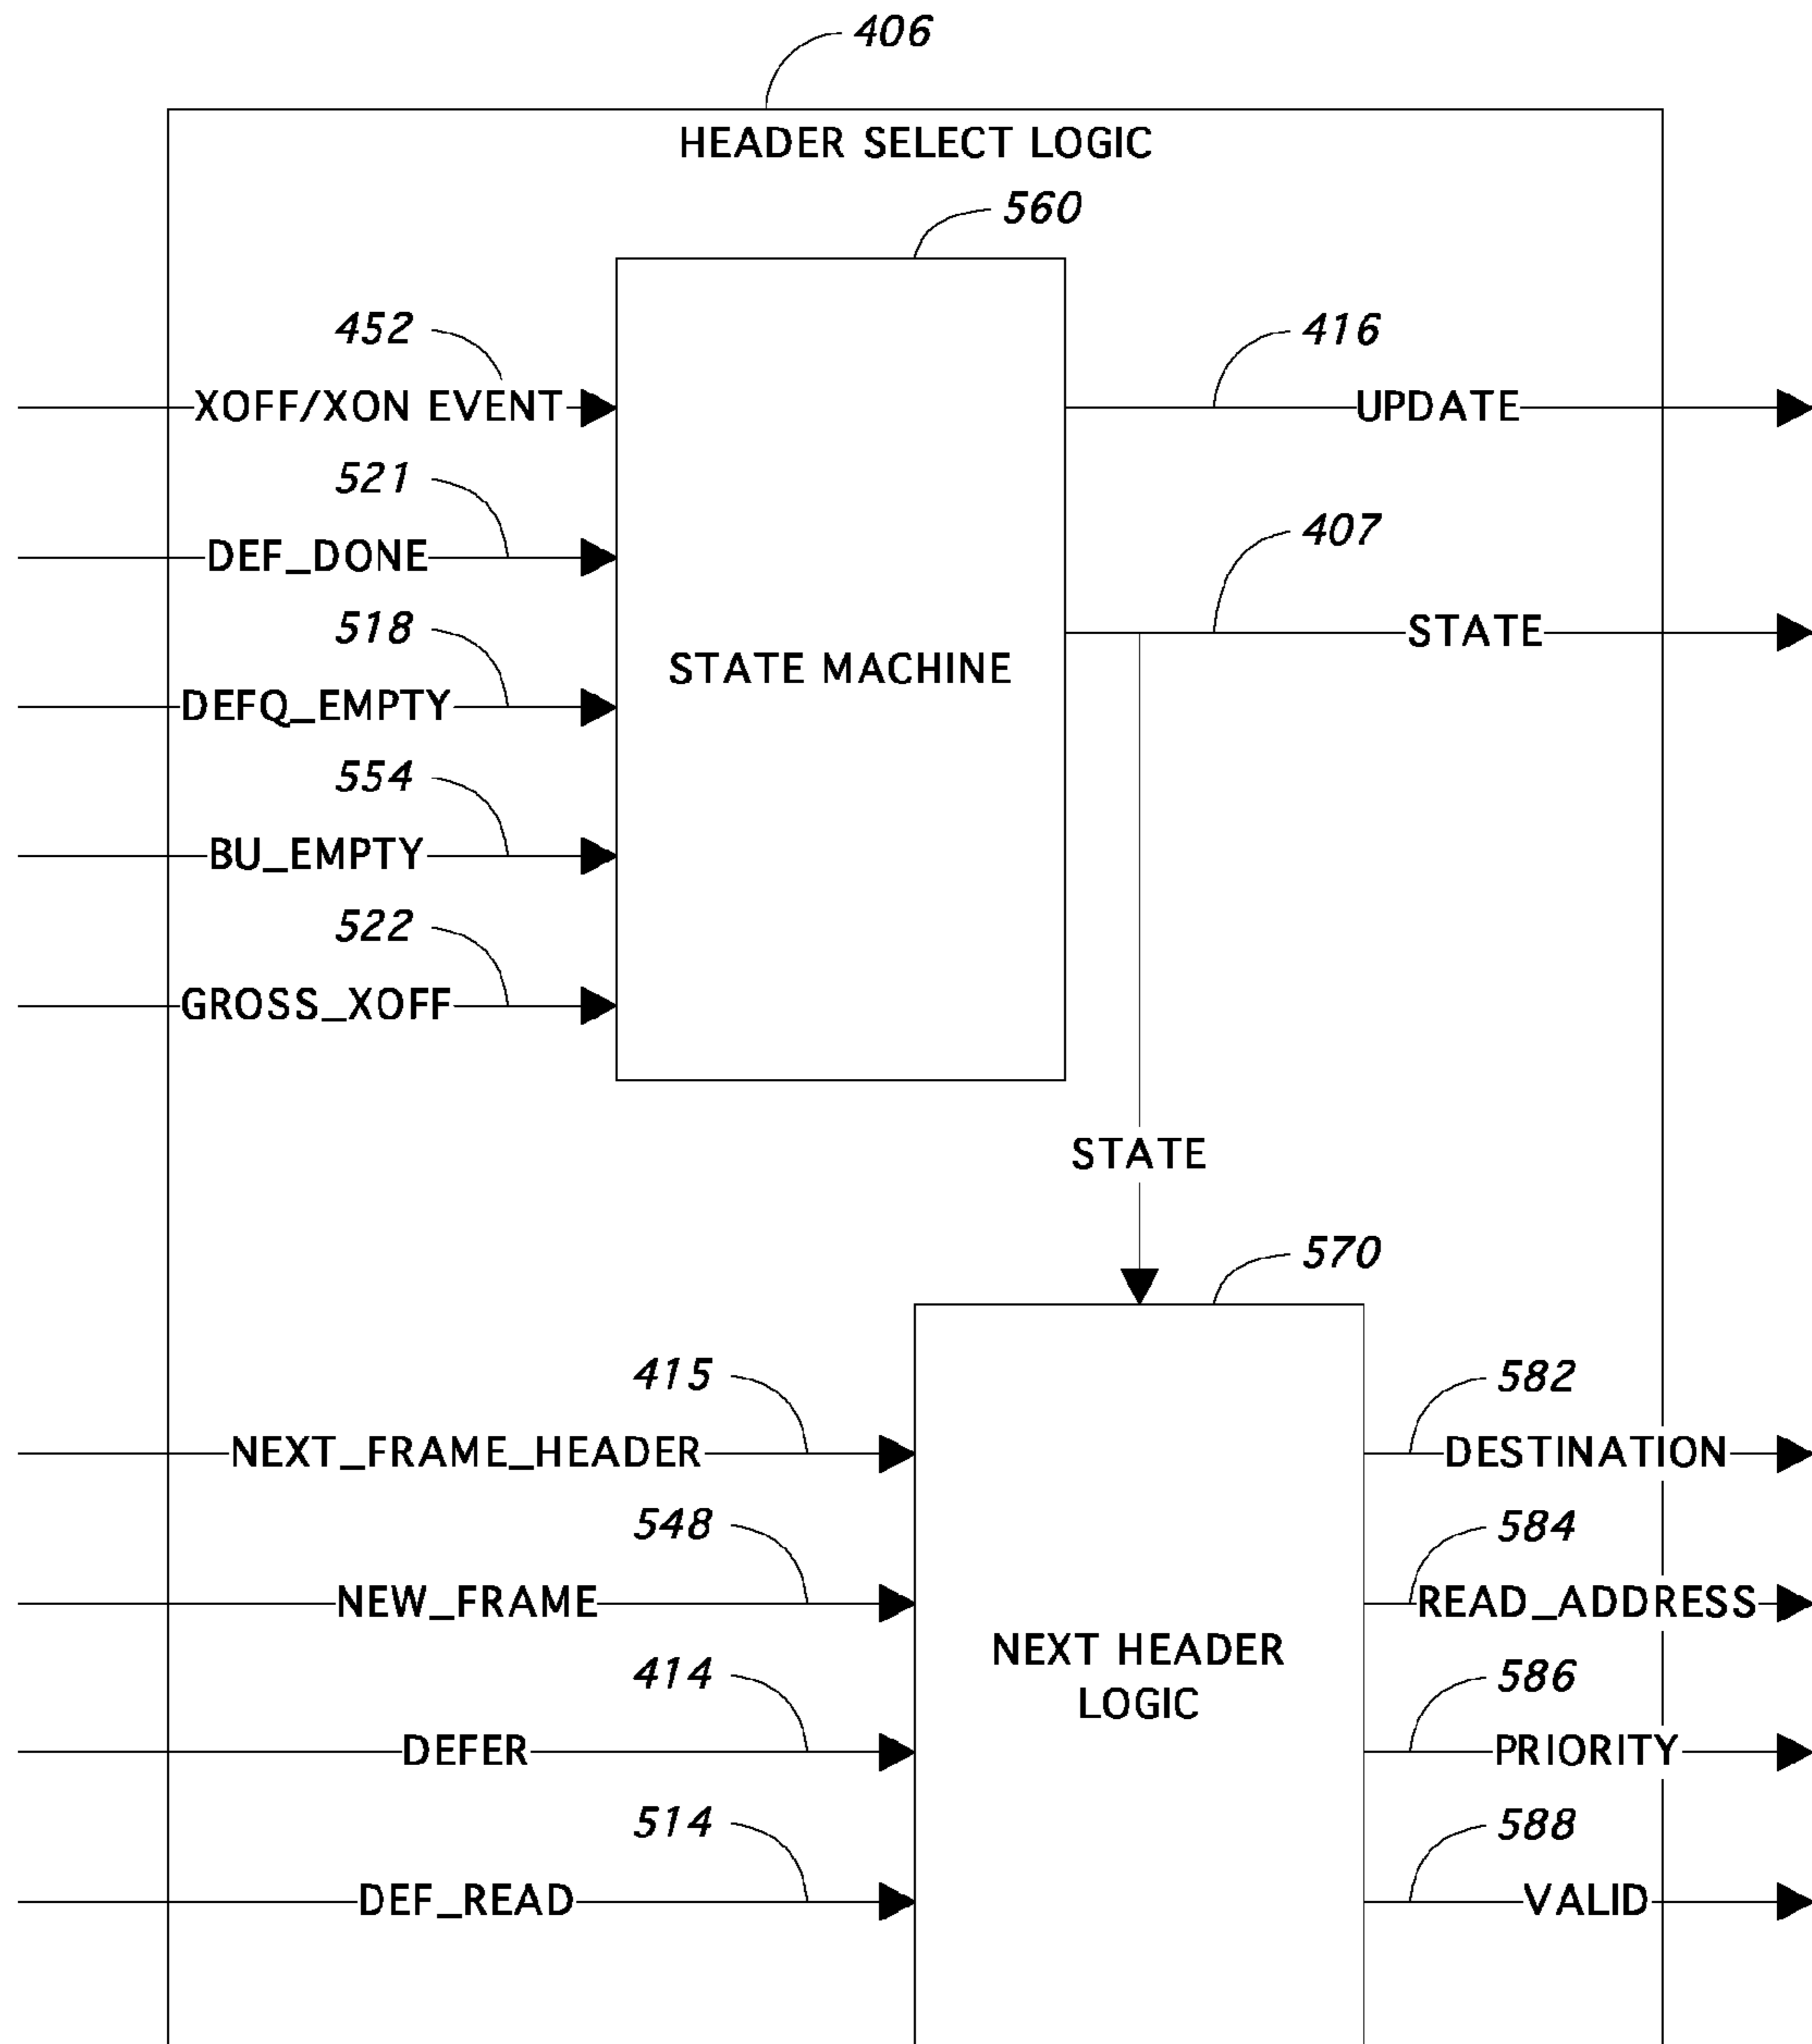 406
HEADER SELECT LOGIC
560
452
416
XOFF/XON EVENT
UPDATE
521
407
DEF_DONE
518
STATE
STATE MACHINE
DEFQ_EMPTY
554
BU_EMPTY
522
GROSS_XOFF
STATE
570
415
582
NEXT_FRAME_HEADER
DESTINATION
548
584
NEW_FRAME
READ_ADDRESS
NEXT HEADER
LOGIC
414
586
DEFER
PRIORITY
514
588
DEF_READ
VALID